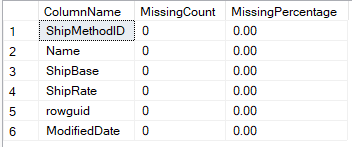 ColumnName MissingCount MissingPercentage
1 ShipMethodID 0 0.00
2 Name 0 0.00
3 ShipBase 0 0.00
4 ShipRate 0 0.00
5 rowguid 0 0.00
6 ModifiedDate 0 0.00